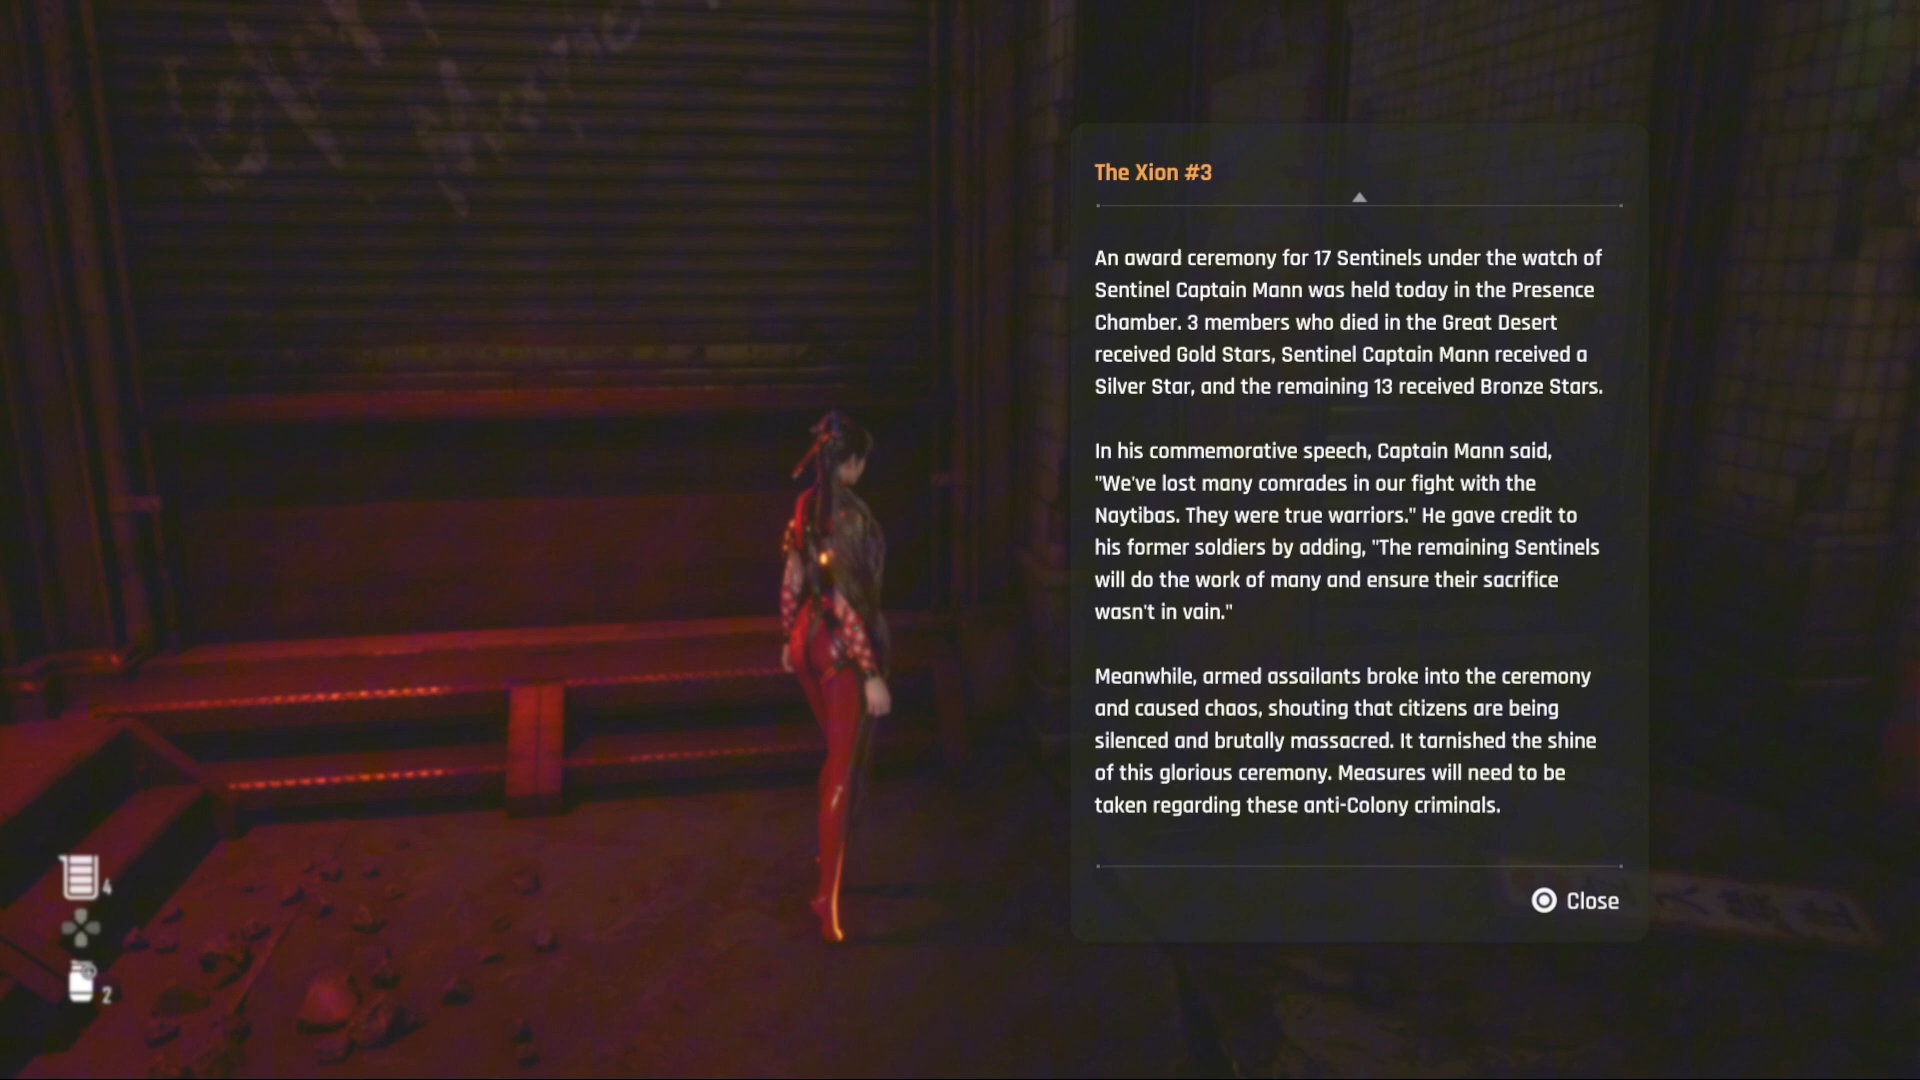 The Xion #3
An award ceremony for 17 Sentinels under the watch of
Sentinel Captain Mann was held today in the Presence
Chamber. 3 members who died in the Great Desert
received Gold Stars, Sentinel Captain Mann received a
Silver Star, and the remaining 13 received Bronze Stars.
In his commemorative speech, Captain Mann said,
"We've lost many comrades in our fight with the
Naytibas. They were true warriors." He gave credit to
his former soldiers by adding, "The remaining Sentinels
will do the work of many and ensure their sacrifice
wasn't in vain."
Meanwhile, armed assailants broke into the ceremony
and caused chaos, shouting that citizens are being
silenced and brutally massacred. It tarnished the shine
of this glorious ceremony. Measures will need to be
taken regarding these anti-Colony criminals.
Close
4
2